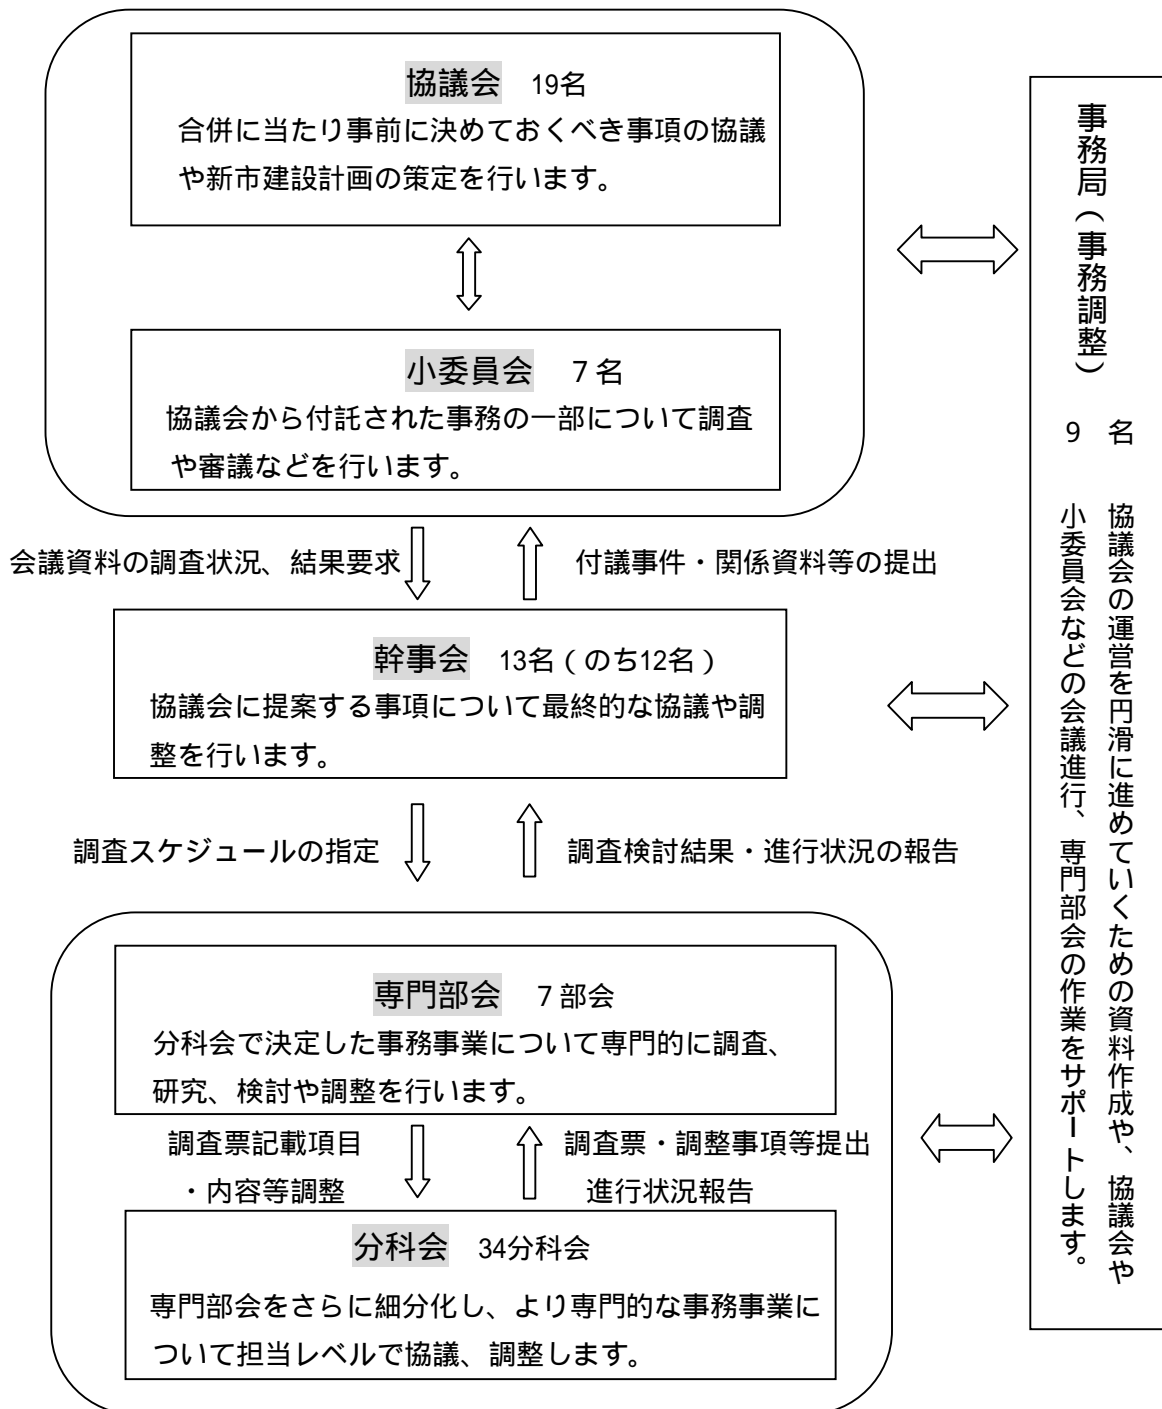 協議会 19名
合併に当たり事前に決めておくべき事項の協議
や新市建設計画の策定を行います。
小委員会 7名
協議会から付託された事務の一部について調査
や審議などを行います。
会議資料の調査状況、結果要求
付議事件・関係資料等の提出
幹事会 13名(のち12名)
協議会に提案する事項について最終的な協議や調
整を行います。
調査スケジュールの指定
調査検討結果・進行状況の報告
専門部会 7部会
分科会で決定した事務事業について専門的に調査、
研究、検討や調整を行います。
調査票記載項目
・内容等調整
調査票・調整事項等提出
進行状況報告
分科会 34分科会
専門部会をさらに細分化し、より専門的な事務事業に
ついて担当レベルで協議、調整します。
事務局(事務調整)
9名
協議会の運営を円滑に進めていくための資料作成や、協議会や
小委員会などの会議進行、専門部会の作業をサポートします。